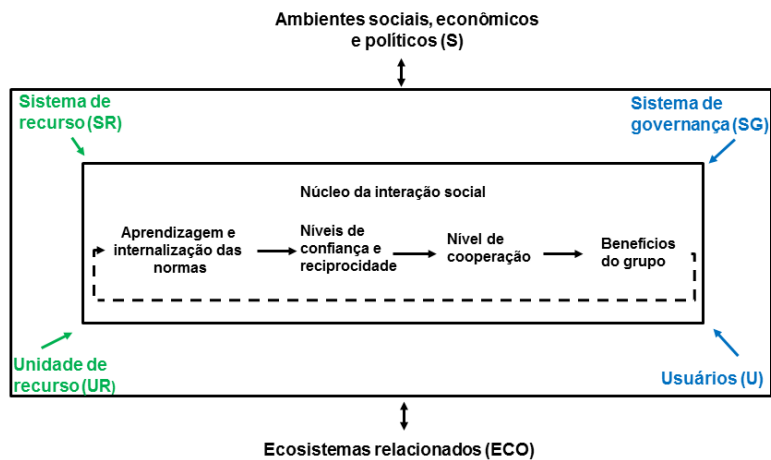 Ambientes sociais, econômicos
e políticos (S)
Sistema de
recurso (SR)
Sistema de
governança (SG)
Núcleo da interação social
Aprendizagem e
internalização das
normas
Níveis de
confiança e
reciprocidade
Nível de
cooperação
Benefícios
do grupo
Unidade de
recurso (UR)
Usuários (U)
Ecosistemas relacionados (ECO)